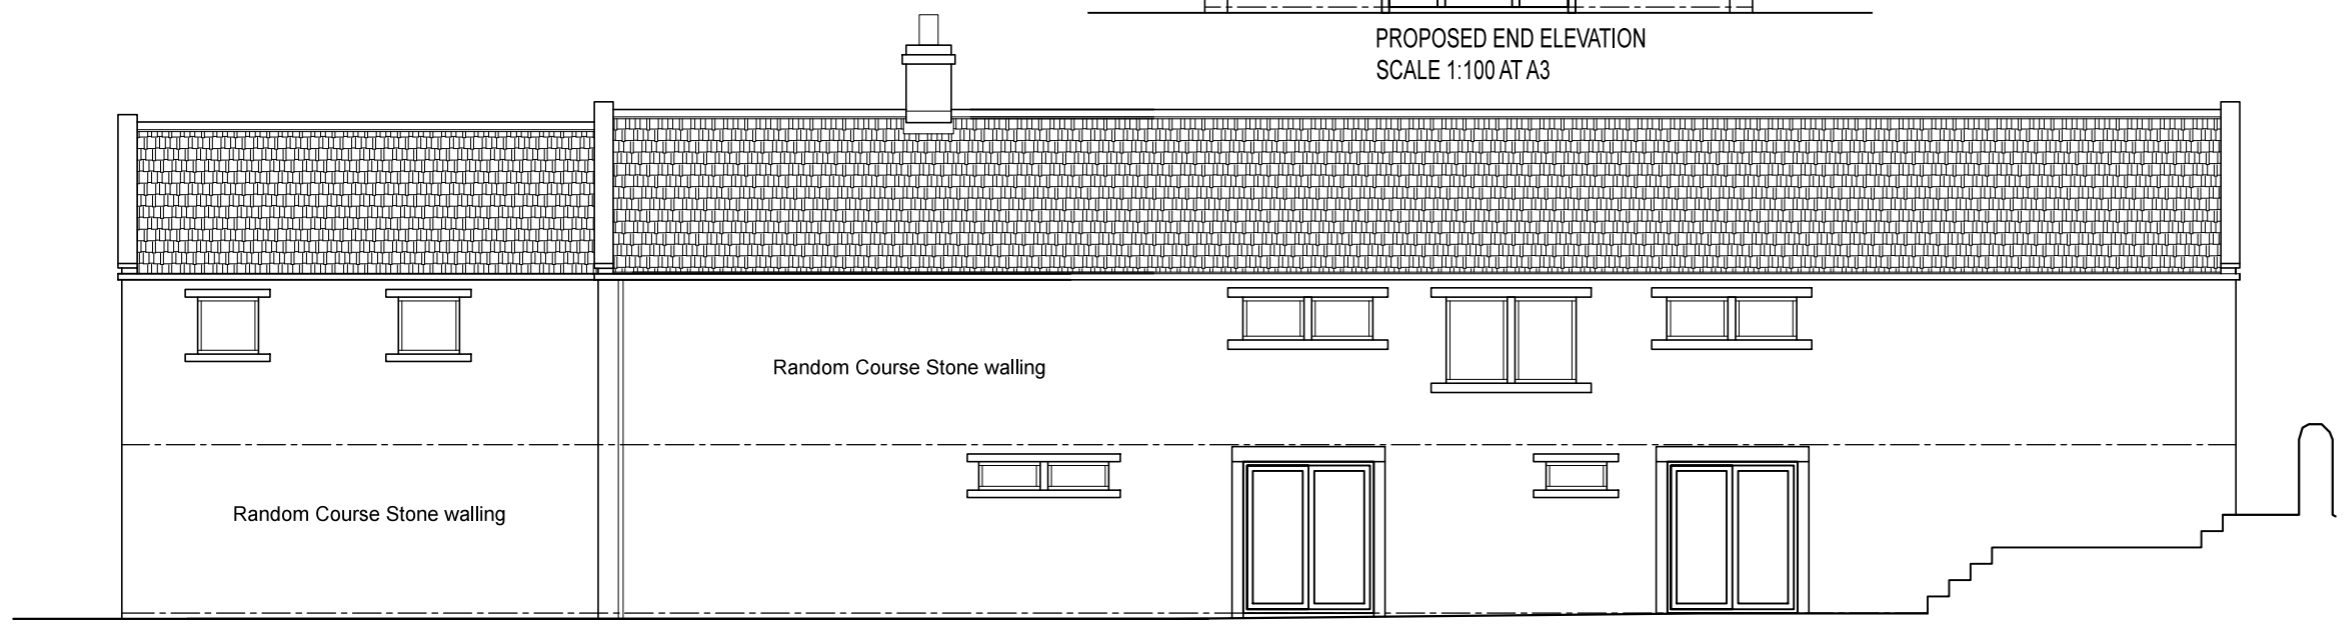 PROPOSED END ELEVATION
SCALE 1:100 AT A3
Random Course Stone walling
Random Course Stone walling